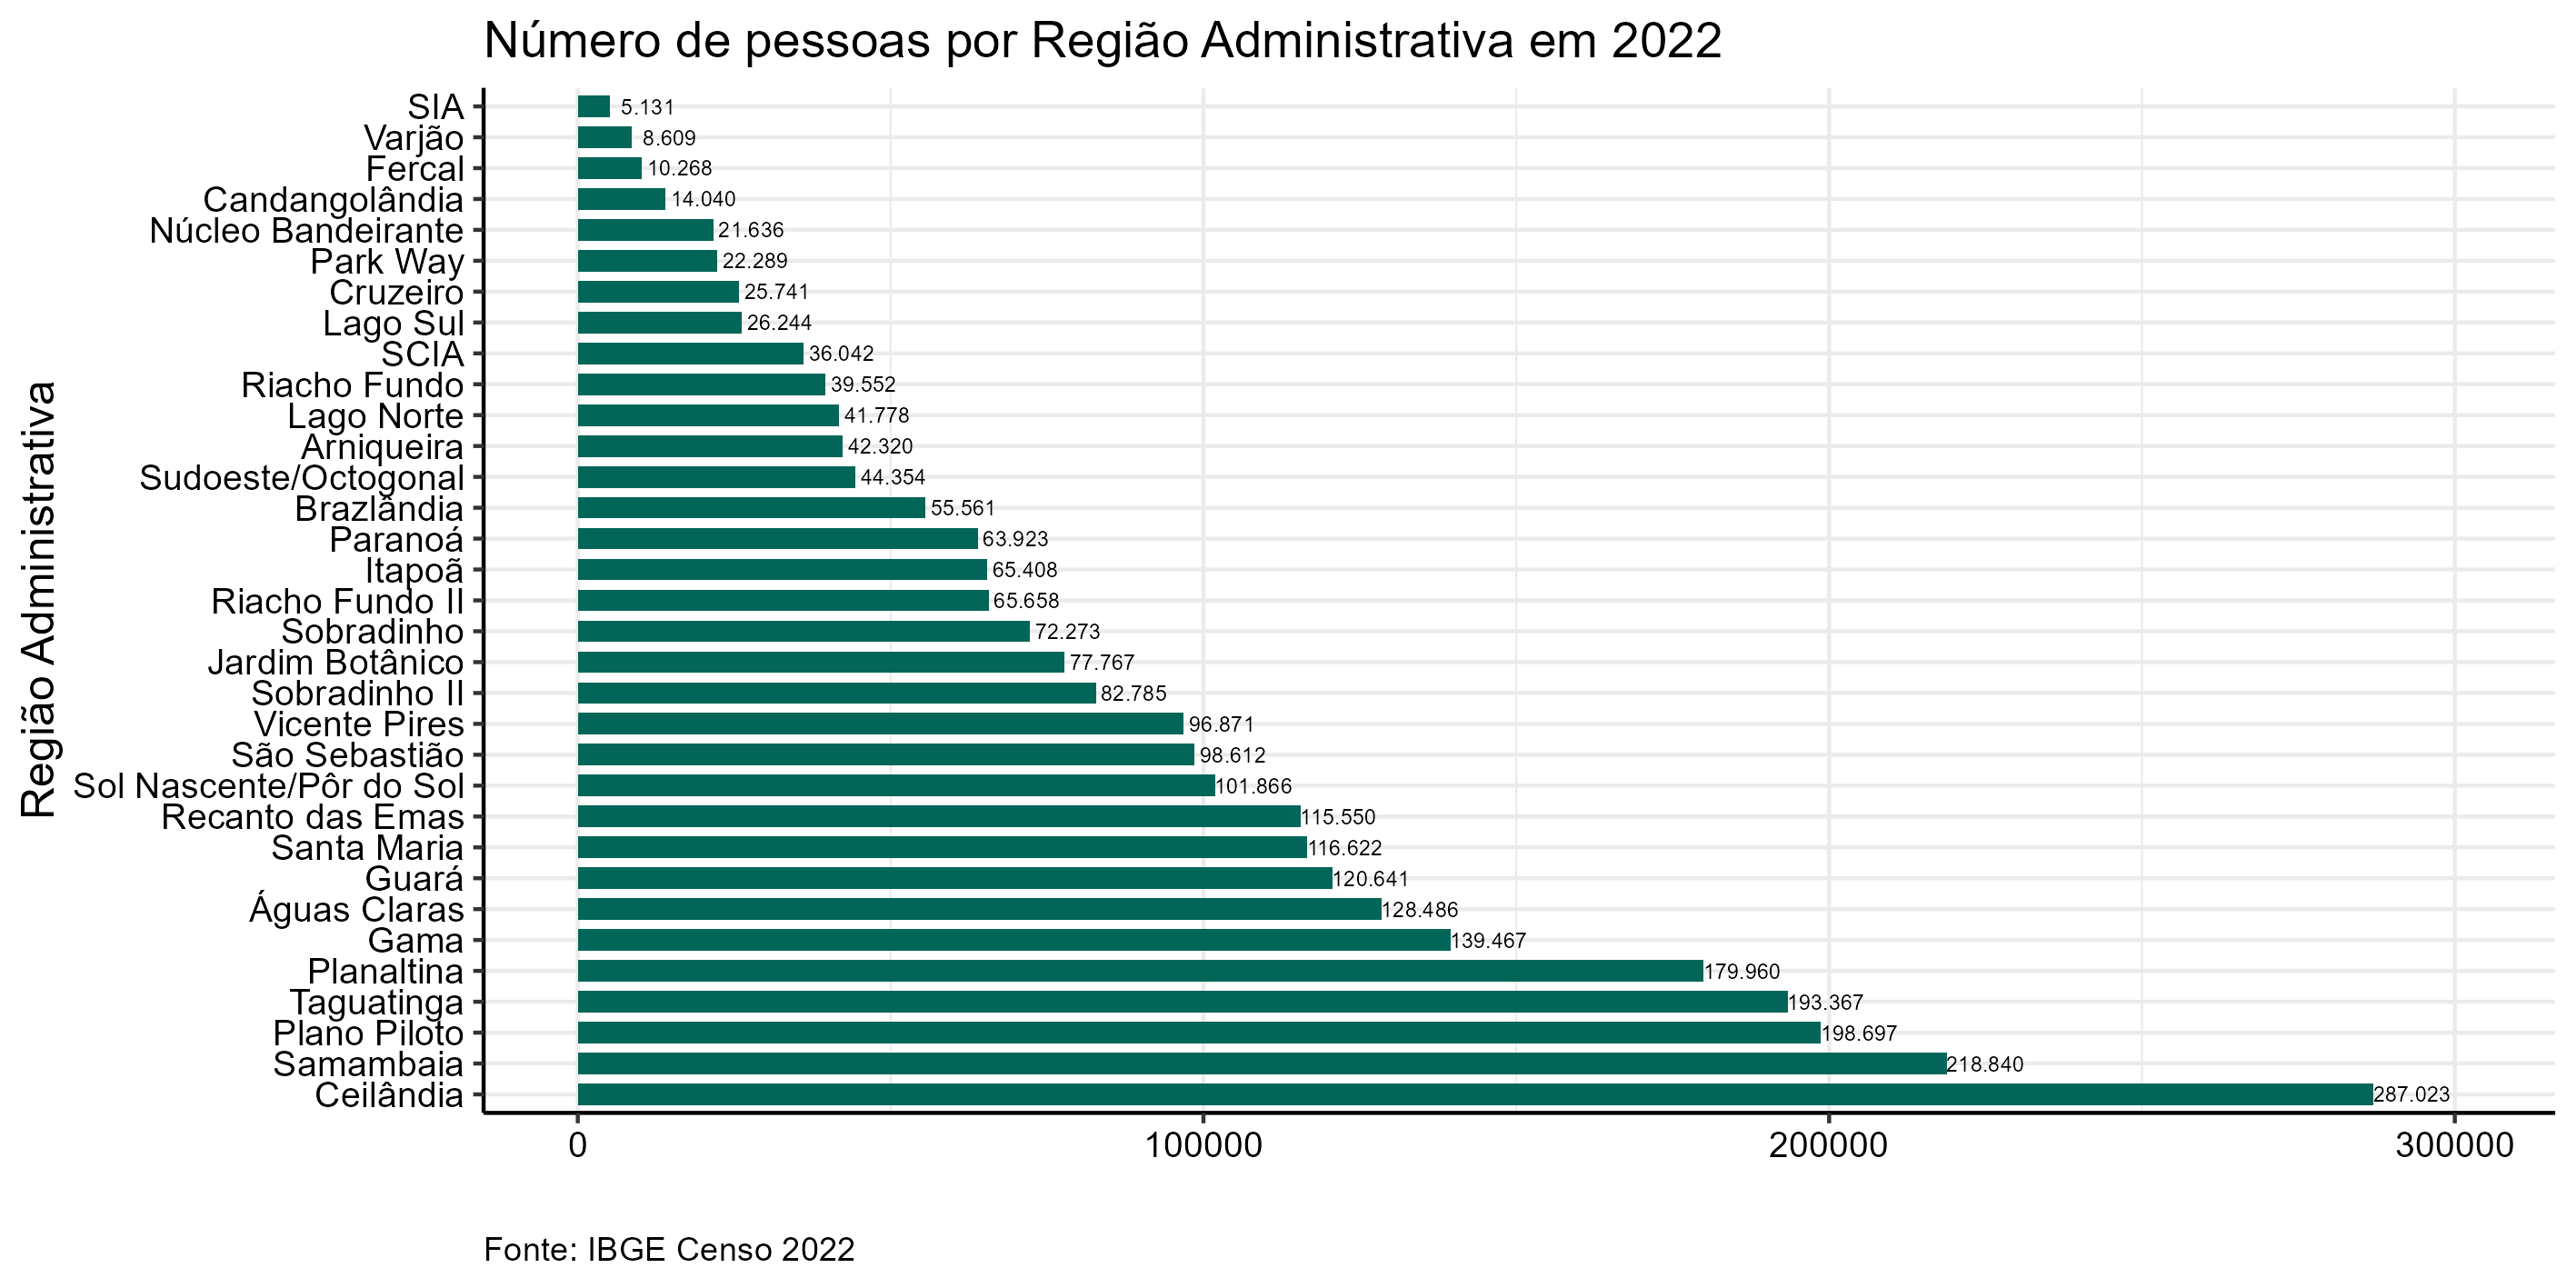 Número de pessoas por Região Administrativa em 2022
Região Administrativa
SIA 5.131
Varjão 8.609
Fercal 10.268
Candangolândia 14.040
Núcleo Bandeirante 21.636
Park Way 22.289
Cruzeiro 25.741
Lago Sul 26.244
SCIA 36.042
Riacho Fundo 39.552
Lago Norte 41.778
Arniqueira 42.320
Sudoeste/Octogonal 44.354
Brazlândia 55.561
Paranoá 63.923
Itapoã 65.408
Riacho Fundo II 65.658
Sobradinho 72.273
Jardim Botânico 77.767
Sobradinho II 82.785
Vicente Pires 96.871
São Sebastião 98.612
Sol Nascente/Pôr do Sol 101.866
Recanto das Emas 115.550
Santa Maria 116.622
Guará 120.641
Águas Claras 128.486
Gama 139.467
Planaltina 179.960
Taguatinga 193.367
Plano Piloto 198.697
Samambaia 218.840
Ceilândia 287.023
0 100000 200000 300000
Fonte: IBGE Censo 2022